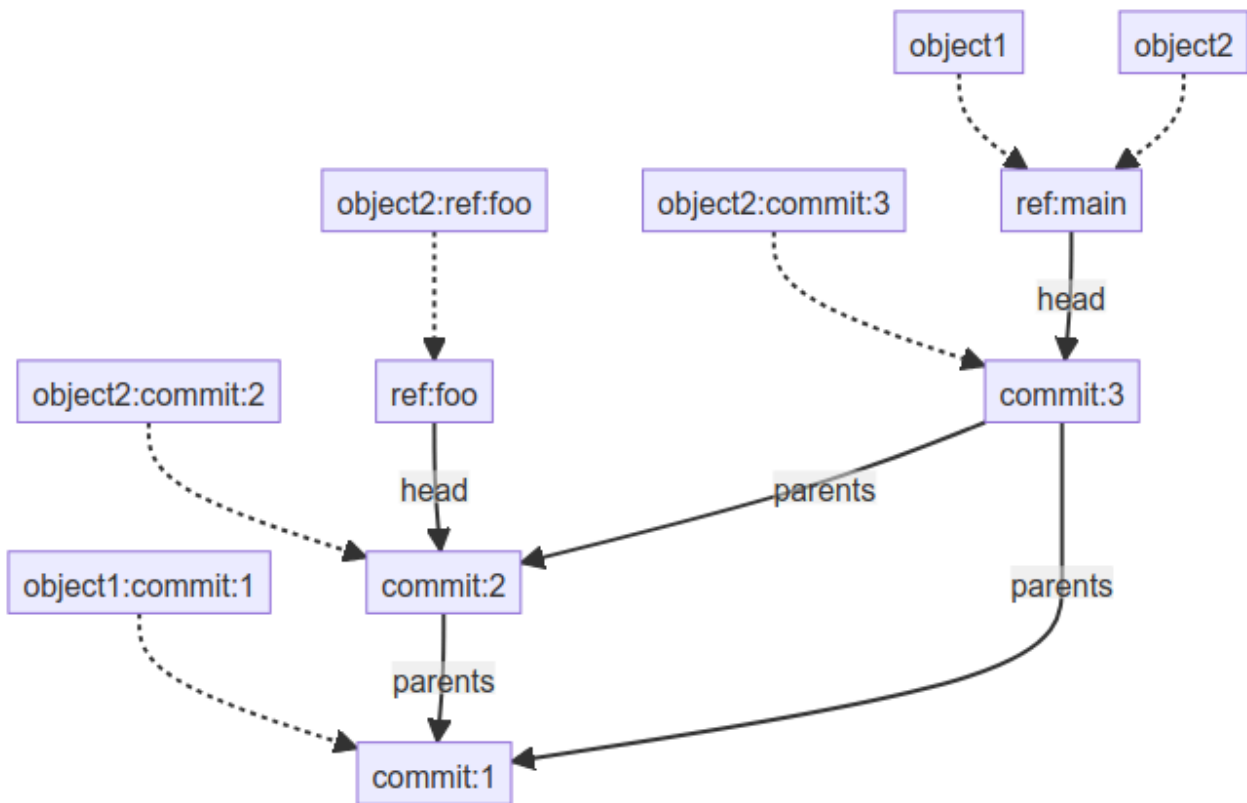 object1
object2
object2:ref:foo
object2:commit:3
ref:main
head
object2:commit:2
ref:foo
commit:3
head
parents
object1:commit:1
commit:2
parents
parents
commit:1